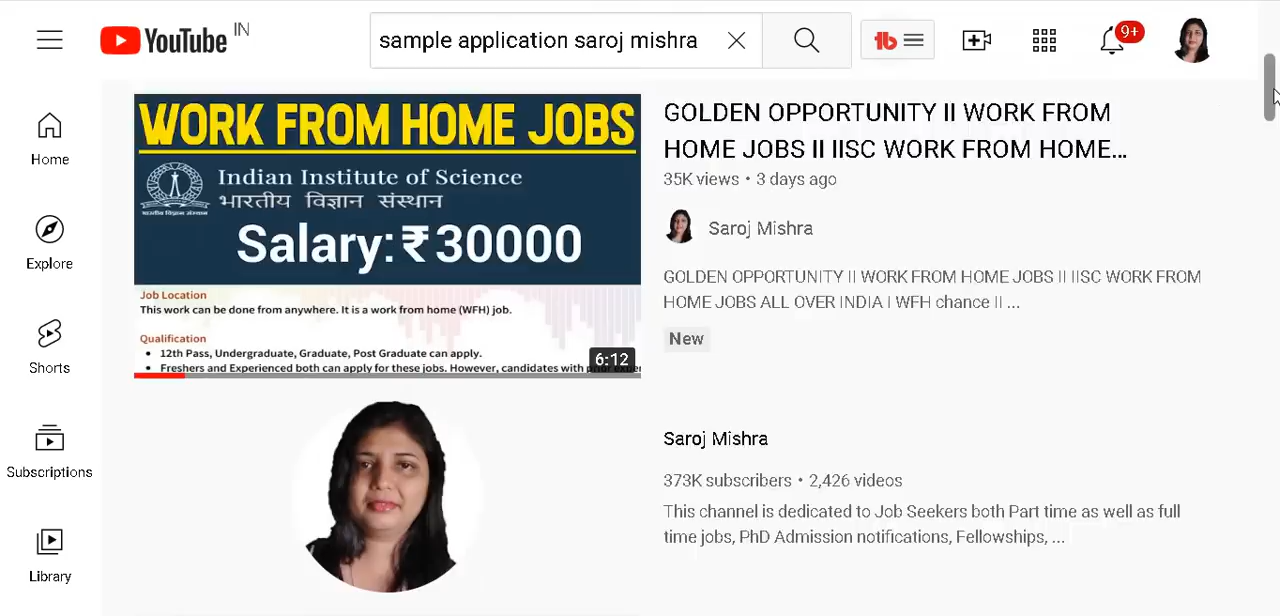 YouTube IN
sample application saroj mishra
9+
Home
Explore
Shorts
Subscriptions
Library
WORK FROM HOME JOBS
Indian Institute of Science
भारतीय विज्ञान संस्थान
Salary:₹30000
Job Location
This work can be done from anywhere. It is a work from home (WFH) job.
Qualification
• 12th Pass, Undergraduate, Graduate, Post Graduate can apply.
• Freshers and Experienced both can apply for these jobs. However, candidates with
6:12
GOLDEN OPPORTUNITY II WORK FROM
HOME JOBS II IISC WORK FROM HOME...
35K views • 3 days ago
Saroj Mishra
GOLDEN OPPORTUNITY II WORK FROM HOME JOBS II IISC WORK FROM
HOME JOBS ALL OVER INDIA I WFH chance II ...
New
Saroj Mishra
373K subscribers • 2,426 videos
This channel is dedicated to Job Seekers both Part time as well as full
time jobs, PhD Admission notifications, Fellowships, ...